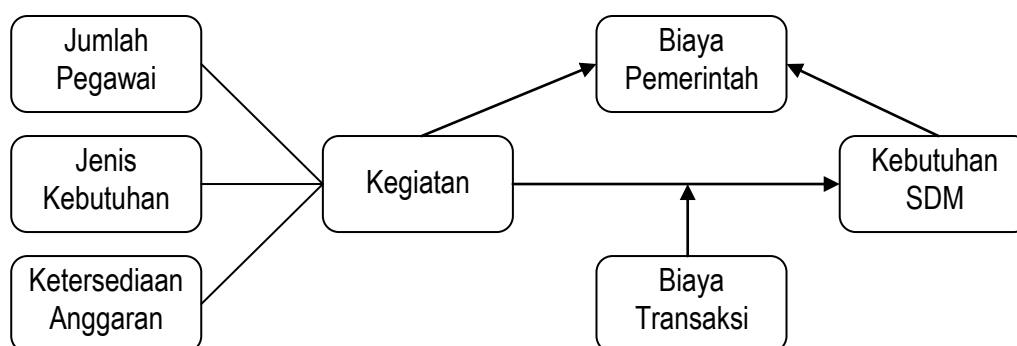 Jumlah
Pegawai
Biaya
Pemerintah
Jenis
Kebutuhan
Kegiatan
Kebutuhan
SDM
Ketersediaan
Anggaran
Biaya
Transaksi